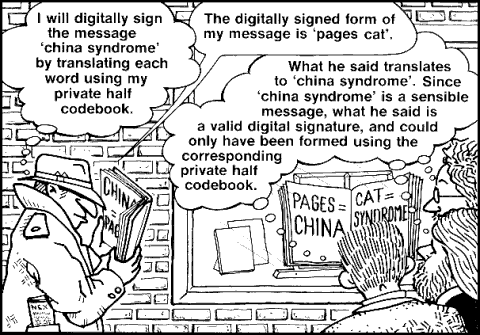 I will digitally sign
the message
'china syndrome'
by translating each
word using my
private half
codebook.
The digitally signed form of
my message is 'pages cat'.
What he said translates
to 'china syndrome'. Since
'china syndrome' is a sensible
message, what he said is
a valid digital signature, and could
only have been formed using the
corresponding
private half
codebook.
CHINA
=
PAG
PAGES =
CHINA
CAT =
SYNDROME